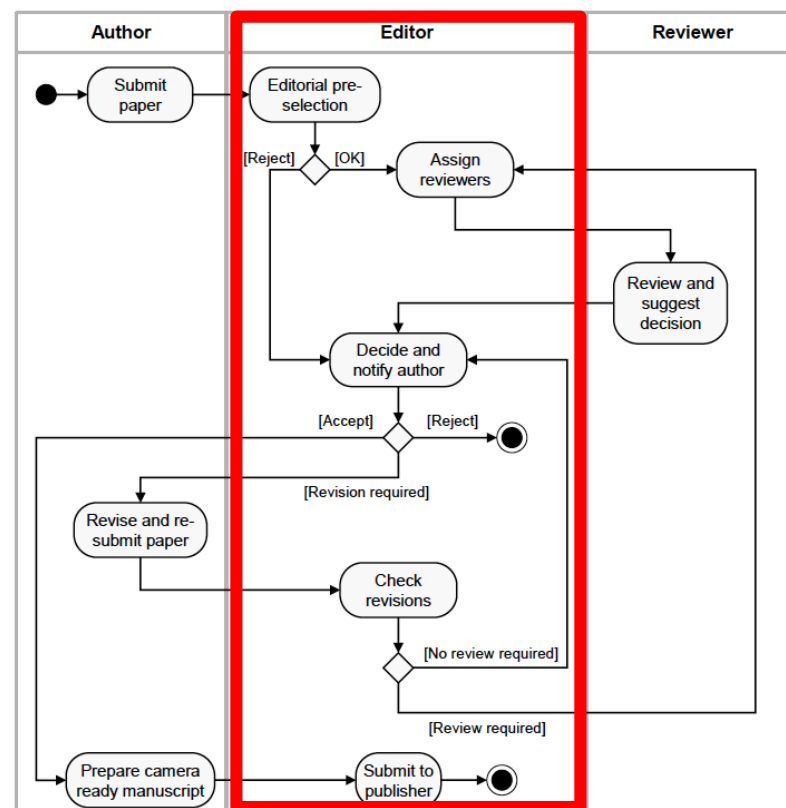 Author
Editor
Reviewer
Submit
paper
Editorial pre-
selection
[Reject]
[OK]
Assign
reviewers
Review and
suggest
decision
Decide and
notify author
[Accept]
[Reject]
[Revision required]
Revise and re-
submit paper
Check
revisions
[No review required]
[Review required]
Prepare camera
ready manuscript
Submit to
publisher